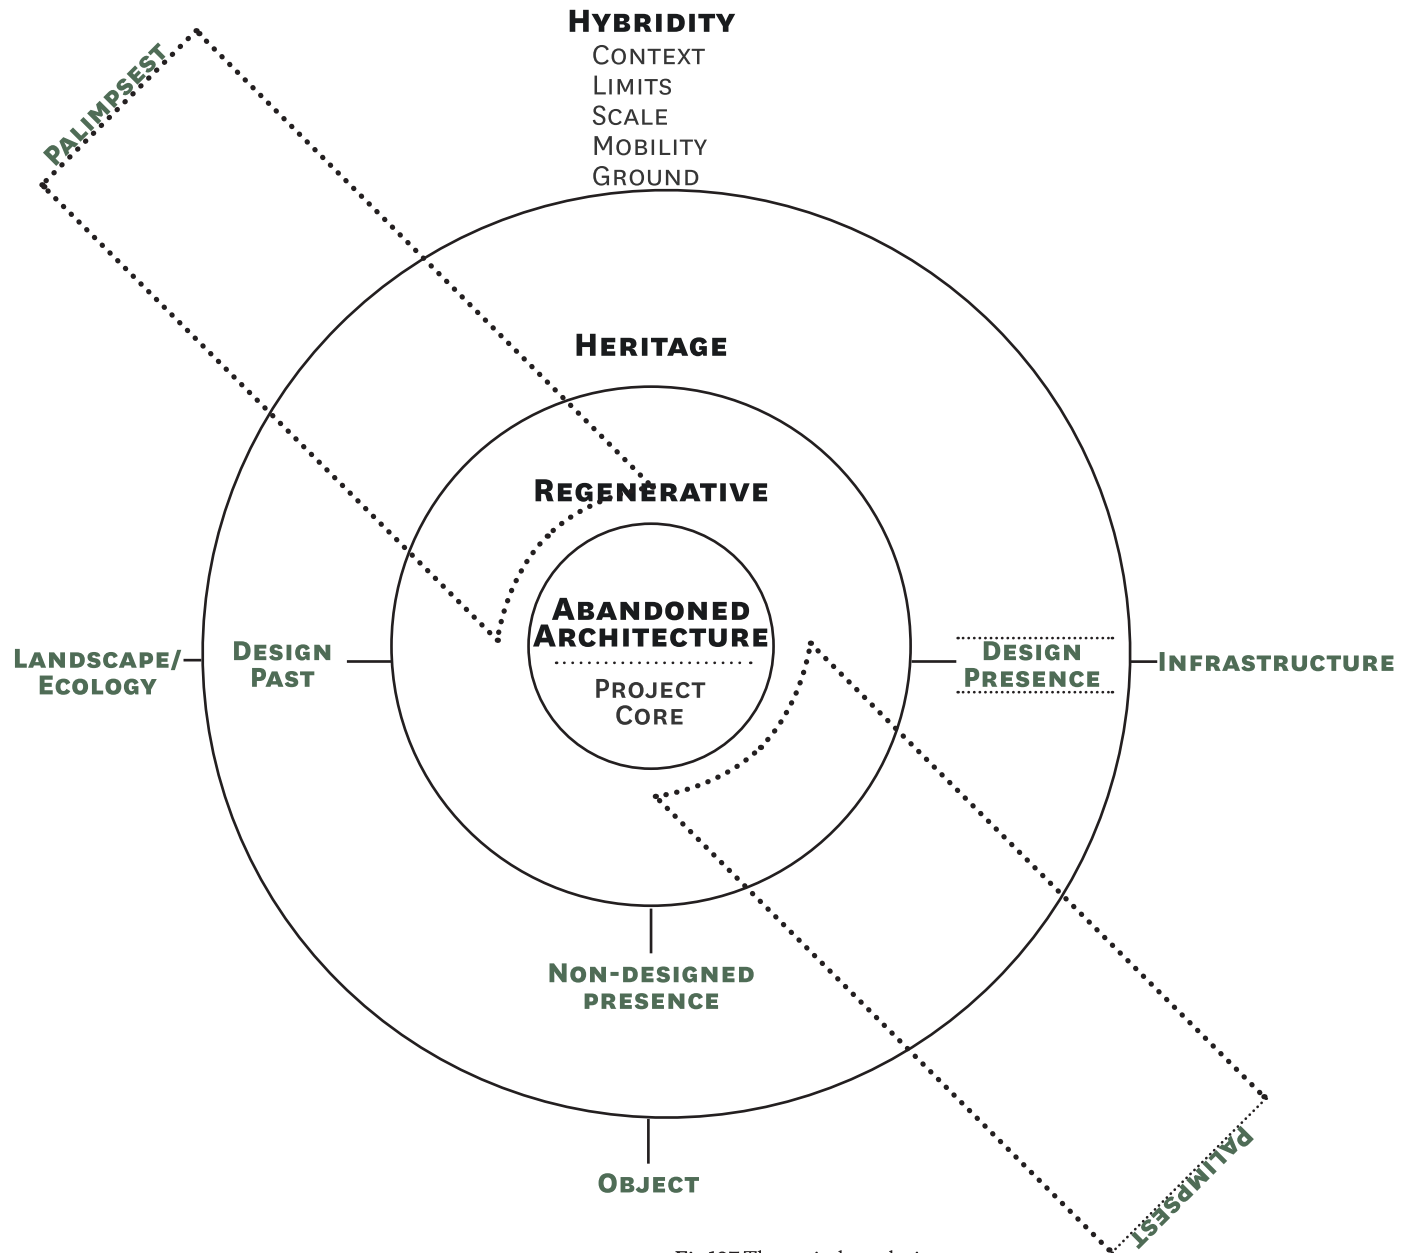 Hybridity
Context
Limits
Scale
Mobility
Ground
Palimpsest
Heritage
Regenerative
Abandoned
Architecture
Project
Core
Landscape/
Ecology
Design
Past
Design
Presence
Infrastructure
Non-designed
presence
Object
Palimpsest